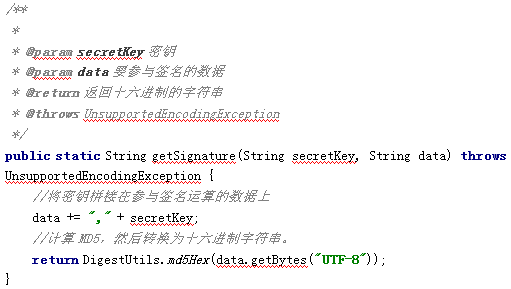 /**
 *
 * @param secretKey 密钥
 * @param data 要参与签名的数据
 * @return 返回十六进制的字符串
 * @throws UnsupportedEncodingException
 */
public static String getSignature(String secretKey, String data) throws
UnsupportedEncodingException {
    //将密钥拼接在参与签名运算的数据上
    data += "," + secretKey;
    //计算 MD5，然后转换为十六进制字符串。
    return DigestUtils.md5Hex(data.getBytes("UTF-8"));
}